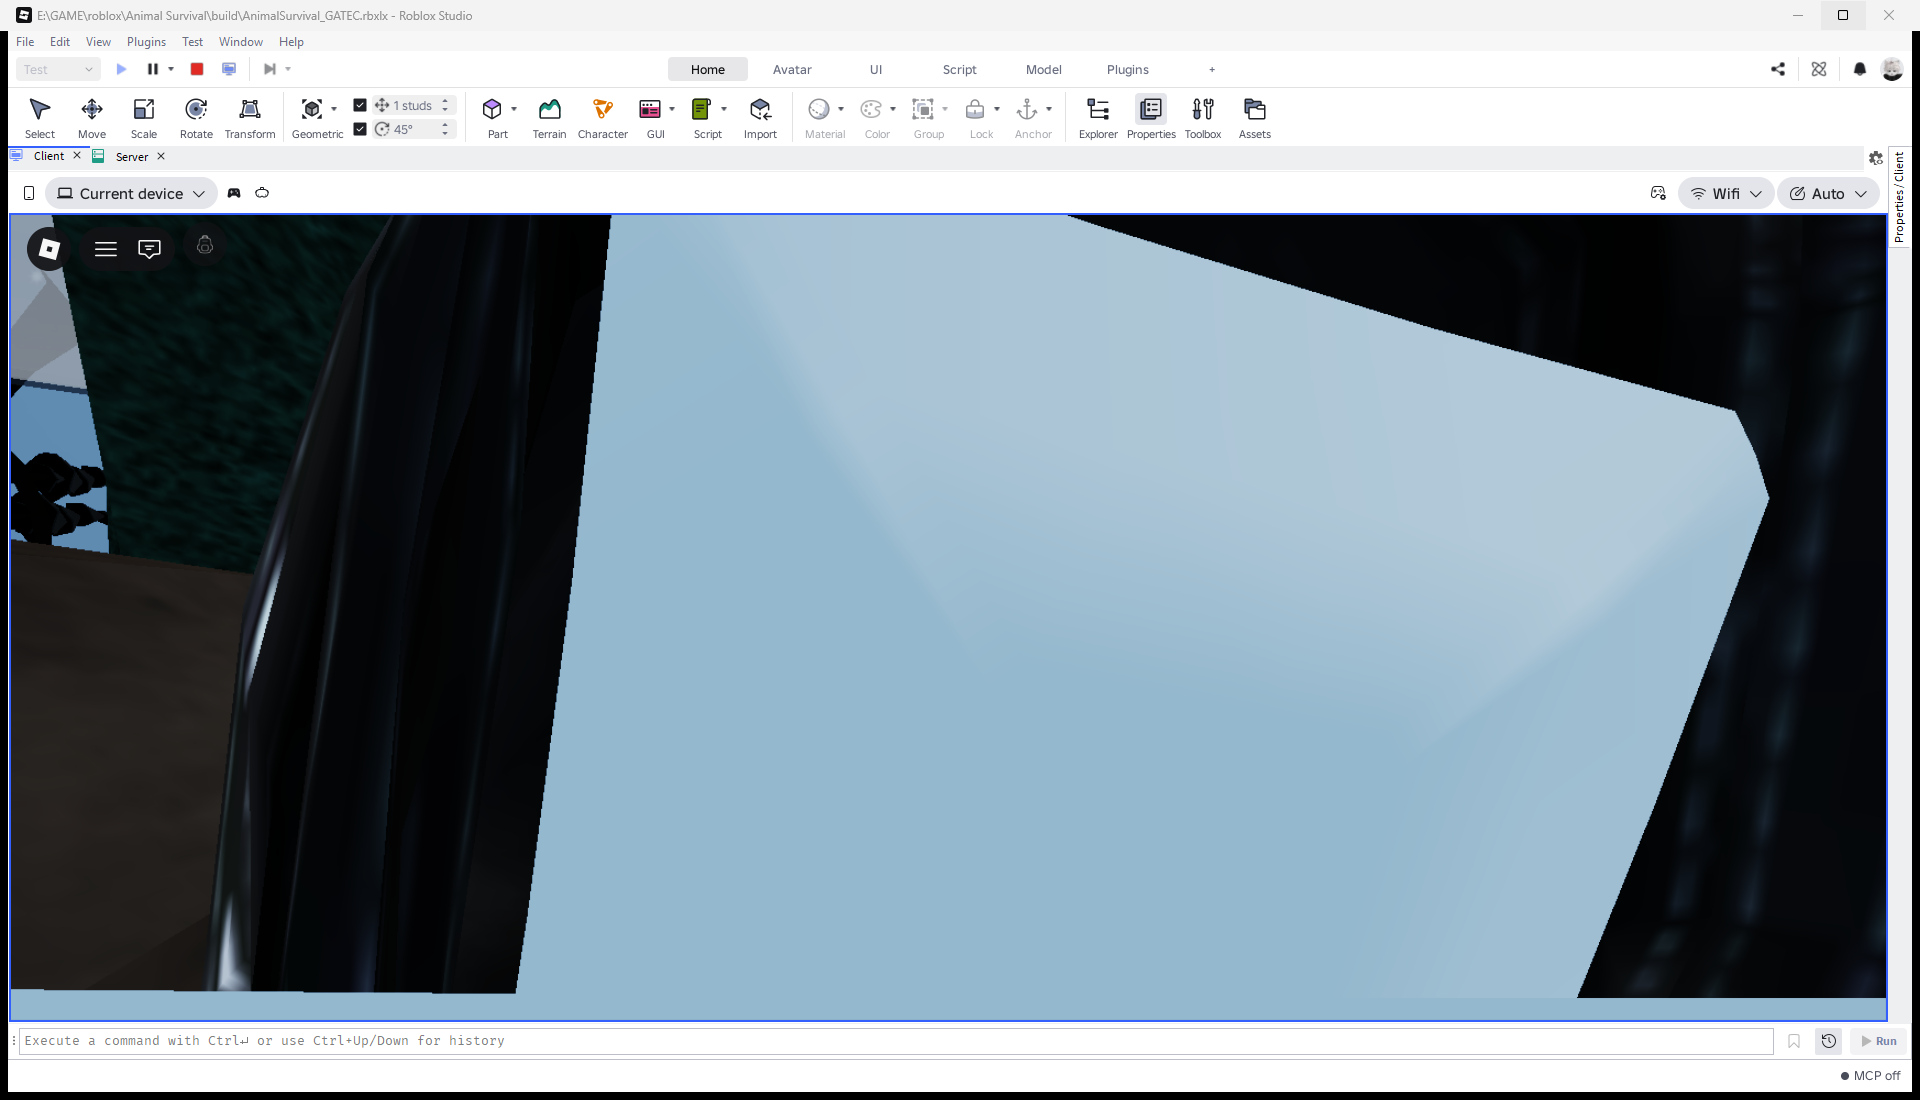 E:\GAME\roblox\Animal Survival\build\AnimalSurvival_GATEC.rbxlx - Roblox Studio
File Edit View Plugins Test Window Help
Test Home Avatar UI Script Model Plugins +
1 studs
45°
Select Move Scale Rotate Transform Geometric Part Terrain Character GUI Script Import Material Color Group Lock Anchor Explorer Properties Toolbox Assets
Client Server
Properties / Client
Current device Wifi Auto
Execute a command with Ctrl↵ or use Ctrl+Up/Down for history
Run
MCP off